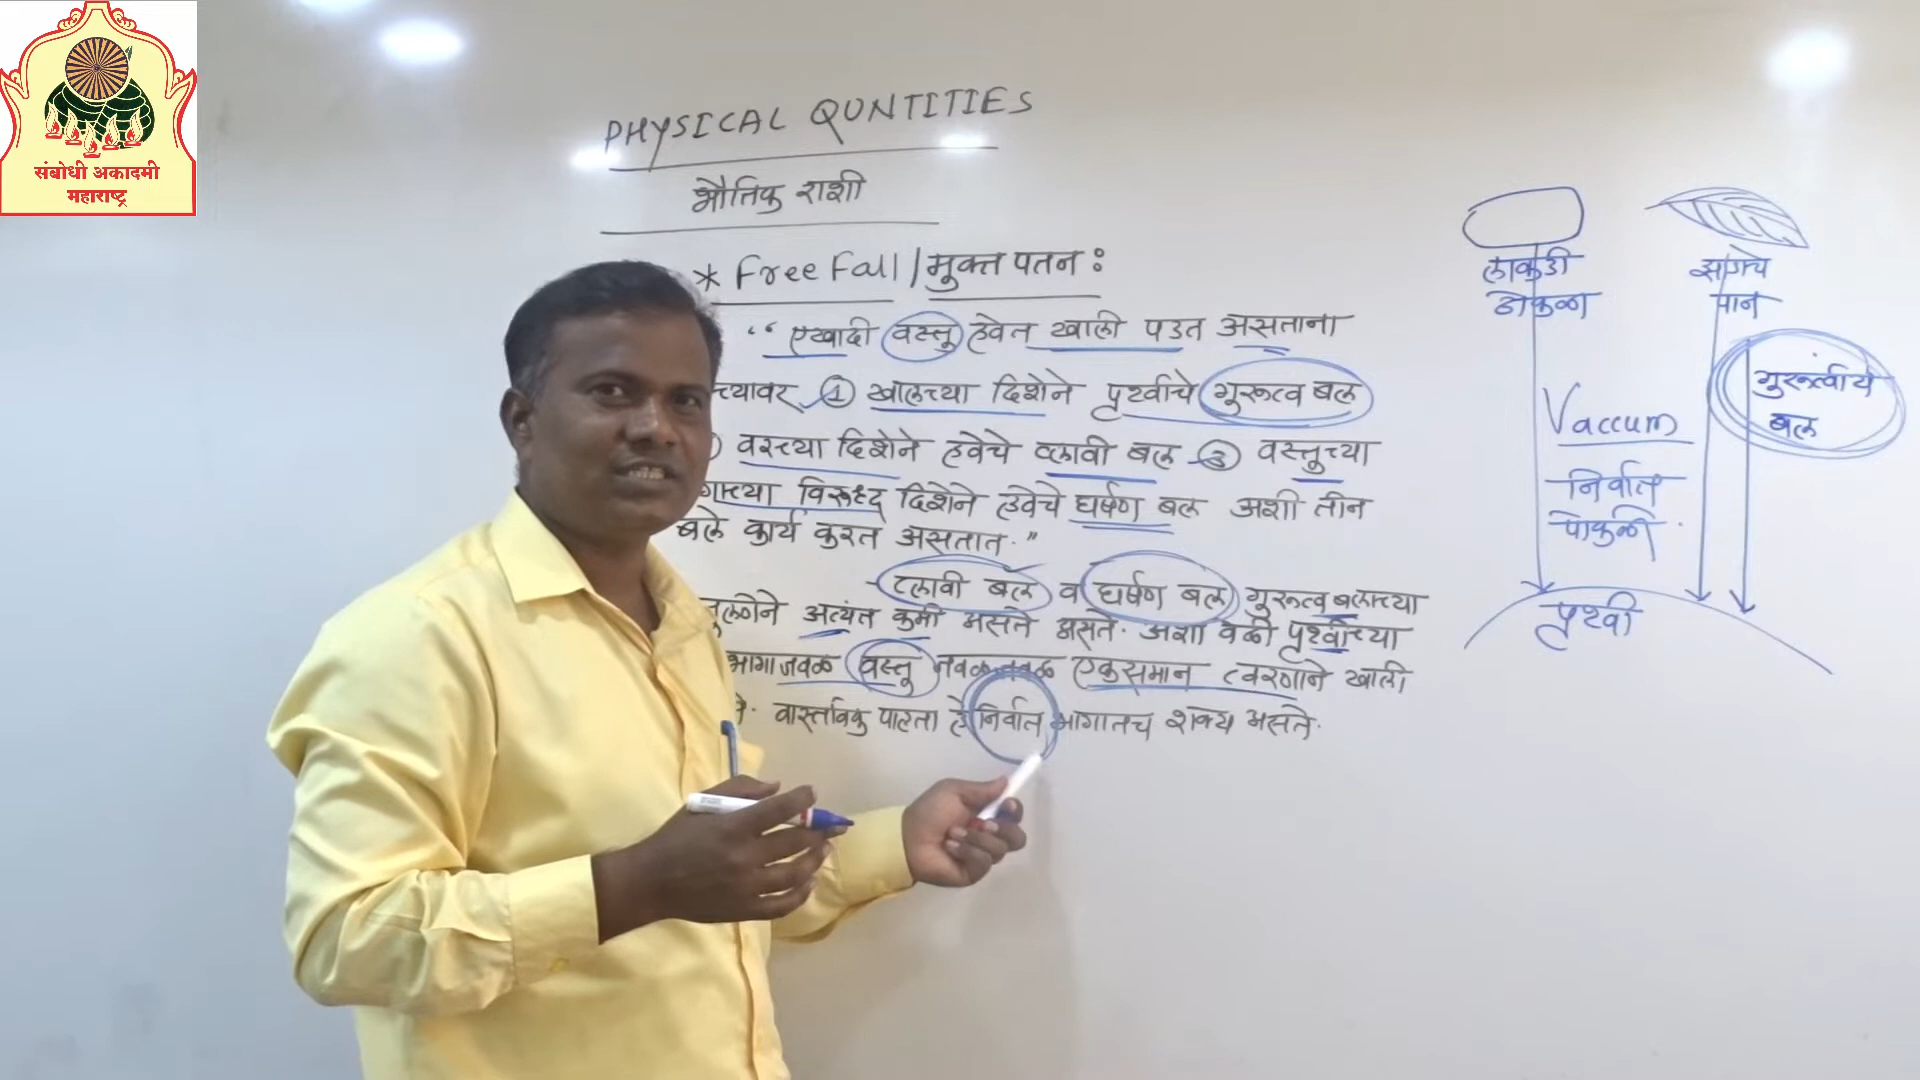 संबोधी अकादमी
महाराष्ट्र
PHYSICAL QUNTITIES
भौतिक राशी
* Free Fall / मुक्त पतन :
“ एखादी वस्तू हवेत खाली पडत असताना
च्यावर ① खालच्या दिशेने पृथ्वीचे गुरूत्व बल
वरच्या दिशेने हवेचे प्लावी बल ③ वस्तूच्या
विरूध्द दिशेने हवेचे घर्षण बल अशी तीन
बले कार्य करत असतात. ”
प्लावी बल व घर्षण बल गुरूत्व बलाच्या
अत्यंत कमी असते असते. अशा वेळी पृथ्वीच्या
भागाजवळ वस्तू जवळजवळ एकसमान त्वरणाने खाली
वास्तविक पाहता हे निर्वात भागातच शक्य असते.
लाकडी
ठोकळा
झाडाचे
पान
गुरूत्वीय
बल
Vaccum
निर्वात
पोकळी
पृथ्वी